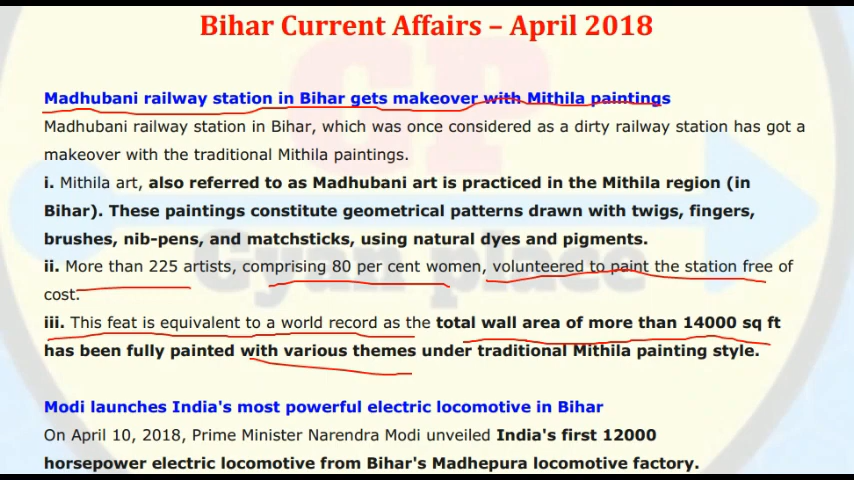 Bihar Current Affairs – April 2018
Madhubani railway station in Bihar gets makeover with Mithila paintings
Madhubani railway station in Bihar, which was once considered as a dirty railway station has got a
makeover with the traditional Mithila paintings.
i. Mithila art, also referred to as Madhubani art is practiced in the Mithila region (in
Bihar). These paintings constitute geometrical patterns drawn with twigs, fingers,
brushes, nib-pens, and matchsticks, using natural dyes and pigments.
ii. More than 225 artists, comprising 80 per cent women, volunteered to paint the station free of
cost.
iii. This feat is equivalent to a world record as the total wall area of more than 14000 sq ft
has been fully painted with various themes under traditional Mithila painting style.
Modi launches India's most powerful electric locomotive in Bihar
On April 10, 2018, Prime Minister Narendra Modi unveiled India's first 12000
horsepower electric locomotive from Bihar's Madhepura locomotive factory.
GP
Gyan place